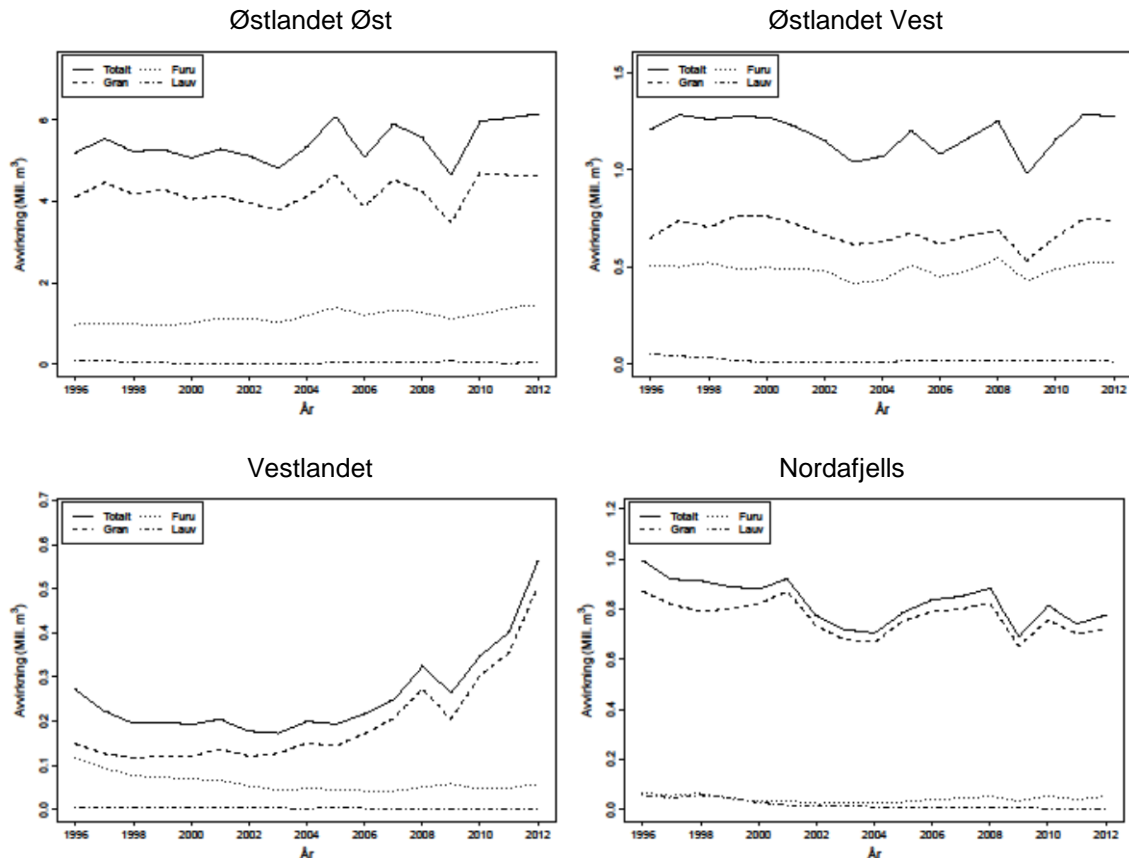 Østlandet Øst
Totalt Furu
Gran Lauv
Avvirkning (Mill. m³)
6
4
2
0
1996 1998 2000 2002 2004 2006 2008 2010 2012
År
Østlandet Vest
Totalt Furu
Gran Lauv
Avvirkning (Mill. m³)
1.5
1.0
0.5
0.0
1996 1998 2000 2002 2004 2006 2008 2010 2012
År
Vestlandet
Totalt Furu
Gran Lauv
Avvirkning (Mill. m³)
0.7
0.6
0.5
0.4
0.3
0.2
0.1
0.0
1996 1998 2000 2002 2004 2006 2008 2010 2012
År
Nordafjells
Totalt Furu
Gran Lauv
Avvirkning (Mill. m³)
1.2
1.0
0.8
0.6
0.4
0.2
0.0
1996 1998 2000 2002 2004 2006 2008 2010 2012
År